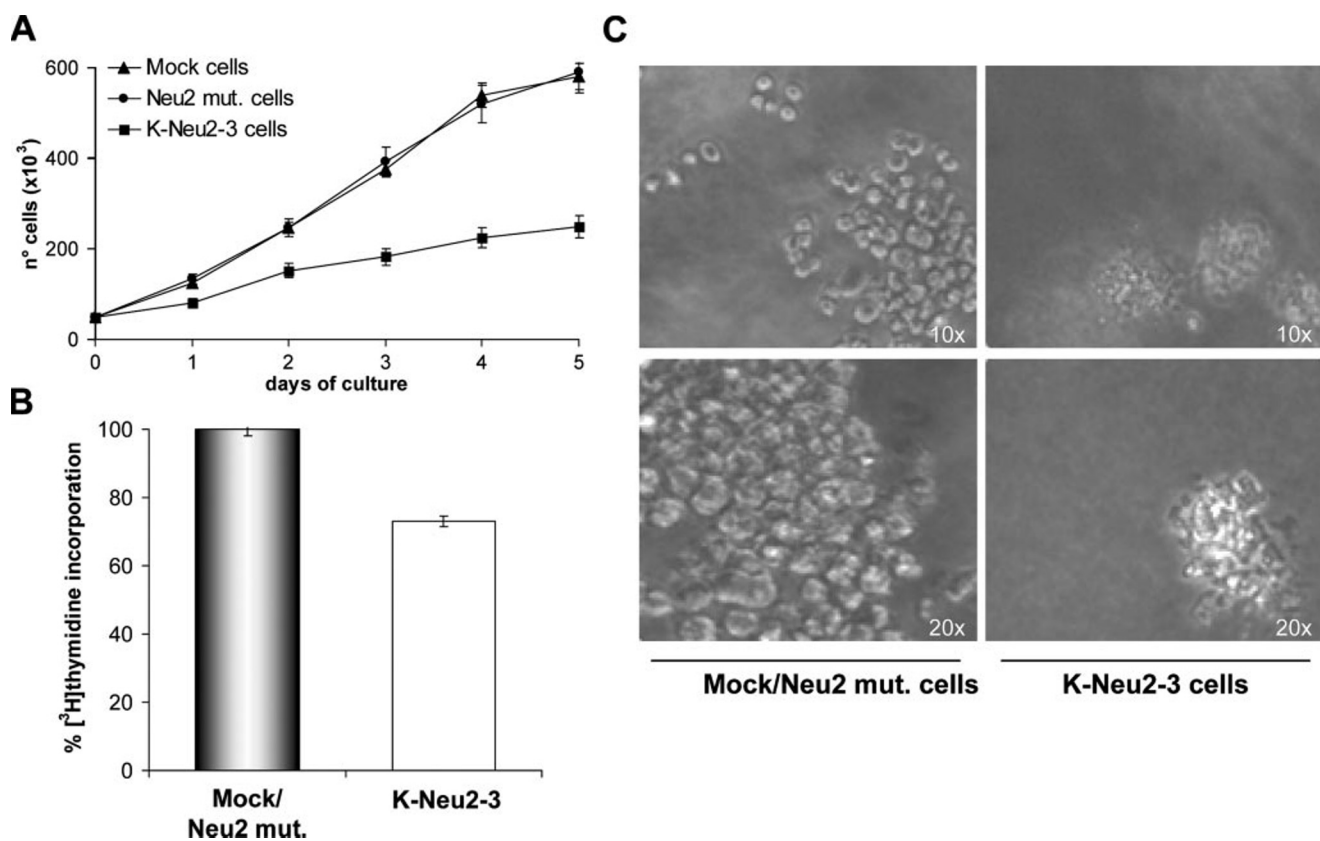 A
600
400
200
0
n° cells (x10³)
Mock cells
Neu2 mut. cells
K-Neu2-3 cells
0 1 2 3 4 5
days of culture
B
100
80
60
40
20
0
% [³H]thymidine incorporation
Mock/
Neu2 mut.
K-Neu2-3
C
10x
10x
20x
20x
Mock/Neu2 mut. cells
K-Neu2-3 cells